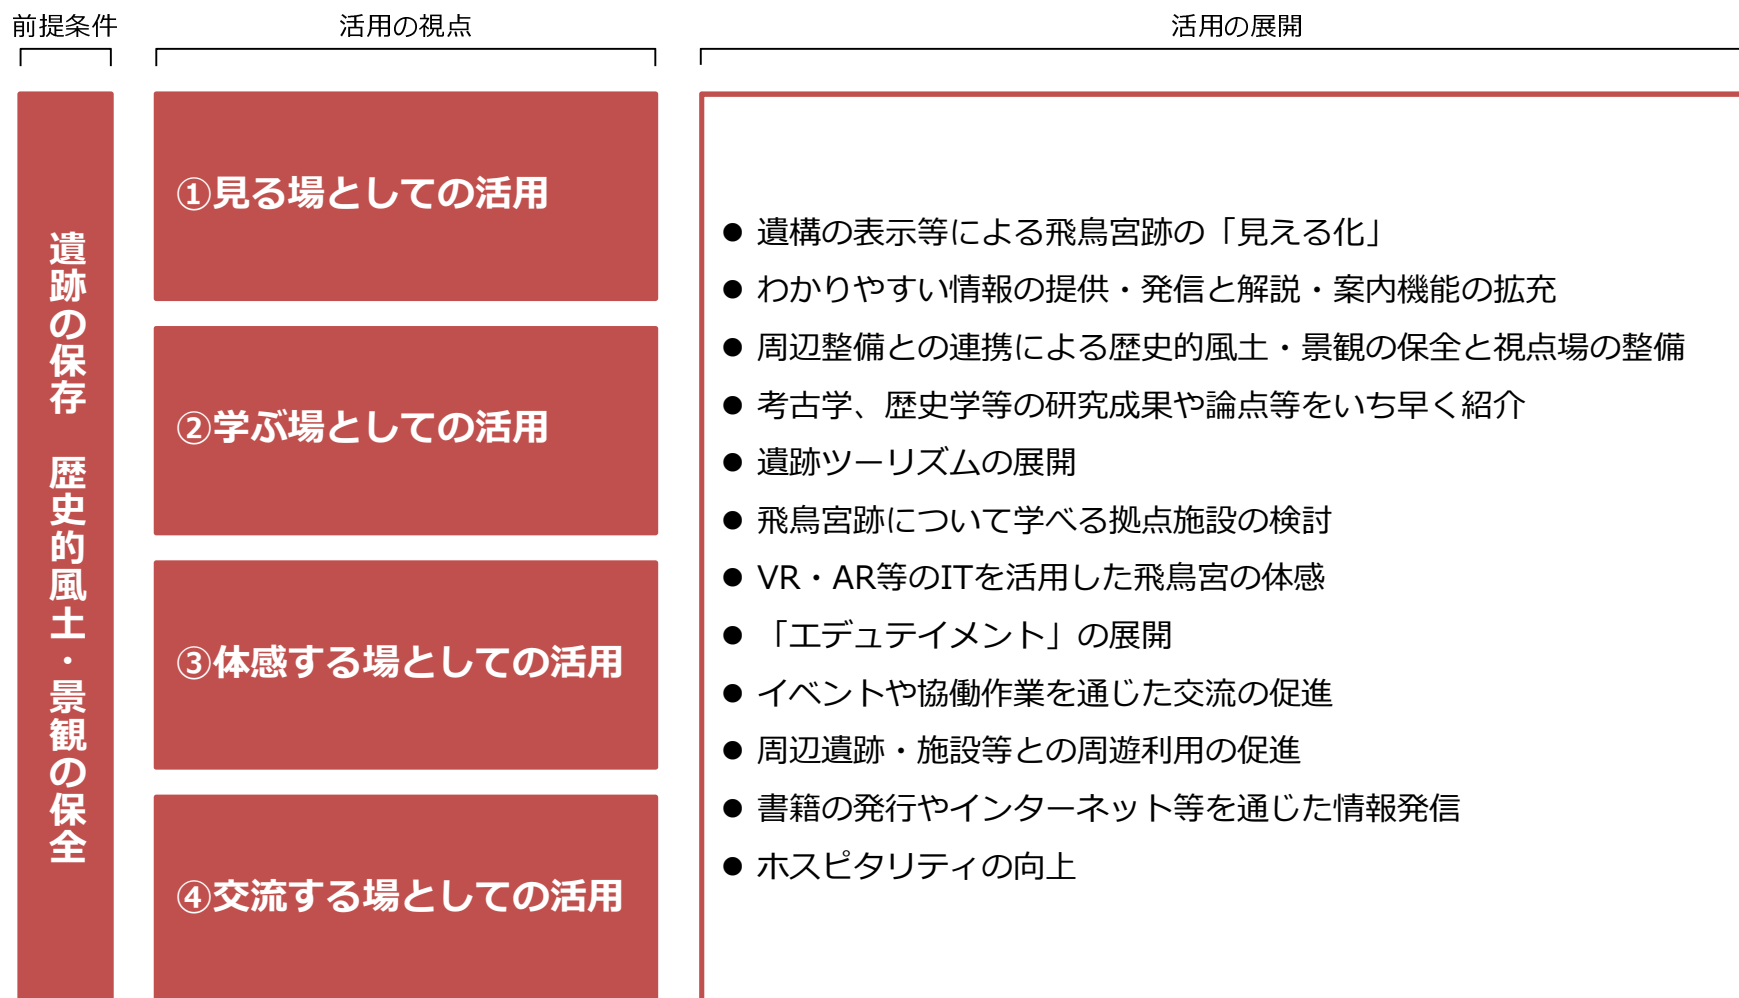 前提条件
活用の視点
活用の展開
遺跡の保存　歴史的風土・景観の保全
①見る場としての活用
②学ぶ場としての活用
③体感する場としての活用
④交流する場としての活用
● 遺構の表示等による飛鳥宮跡の「見える化」
● わかりやすい情報の提供・発信と解説・案内機能の拡充
● 周辺整備との連携による歴史的風土・景観の保全と視点場の整備
● 考古学、歴史学等の研究成果や論点等をいち早く紹介
● 遺跡ツーリズムの展開
● 飛鳥宮跡について学べる拠点施設の検討
● VR・AR等のITを活用した飛鳥宮の体感
● 「エデュテイメント」の展開
● イベントや協働作業を通じた交流の促進
● 周辺遺跡・施設等との周遊利用の促進
● 書籍の発行やインターネット等を通じた情報発信
● ホスピタリティの向上